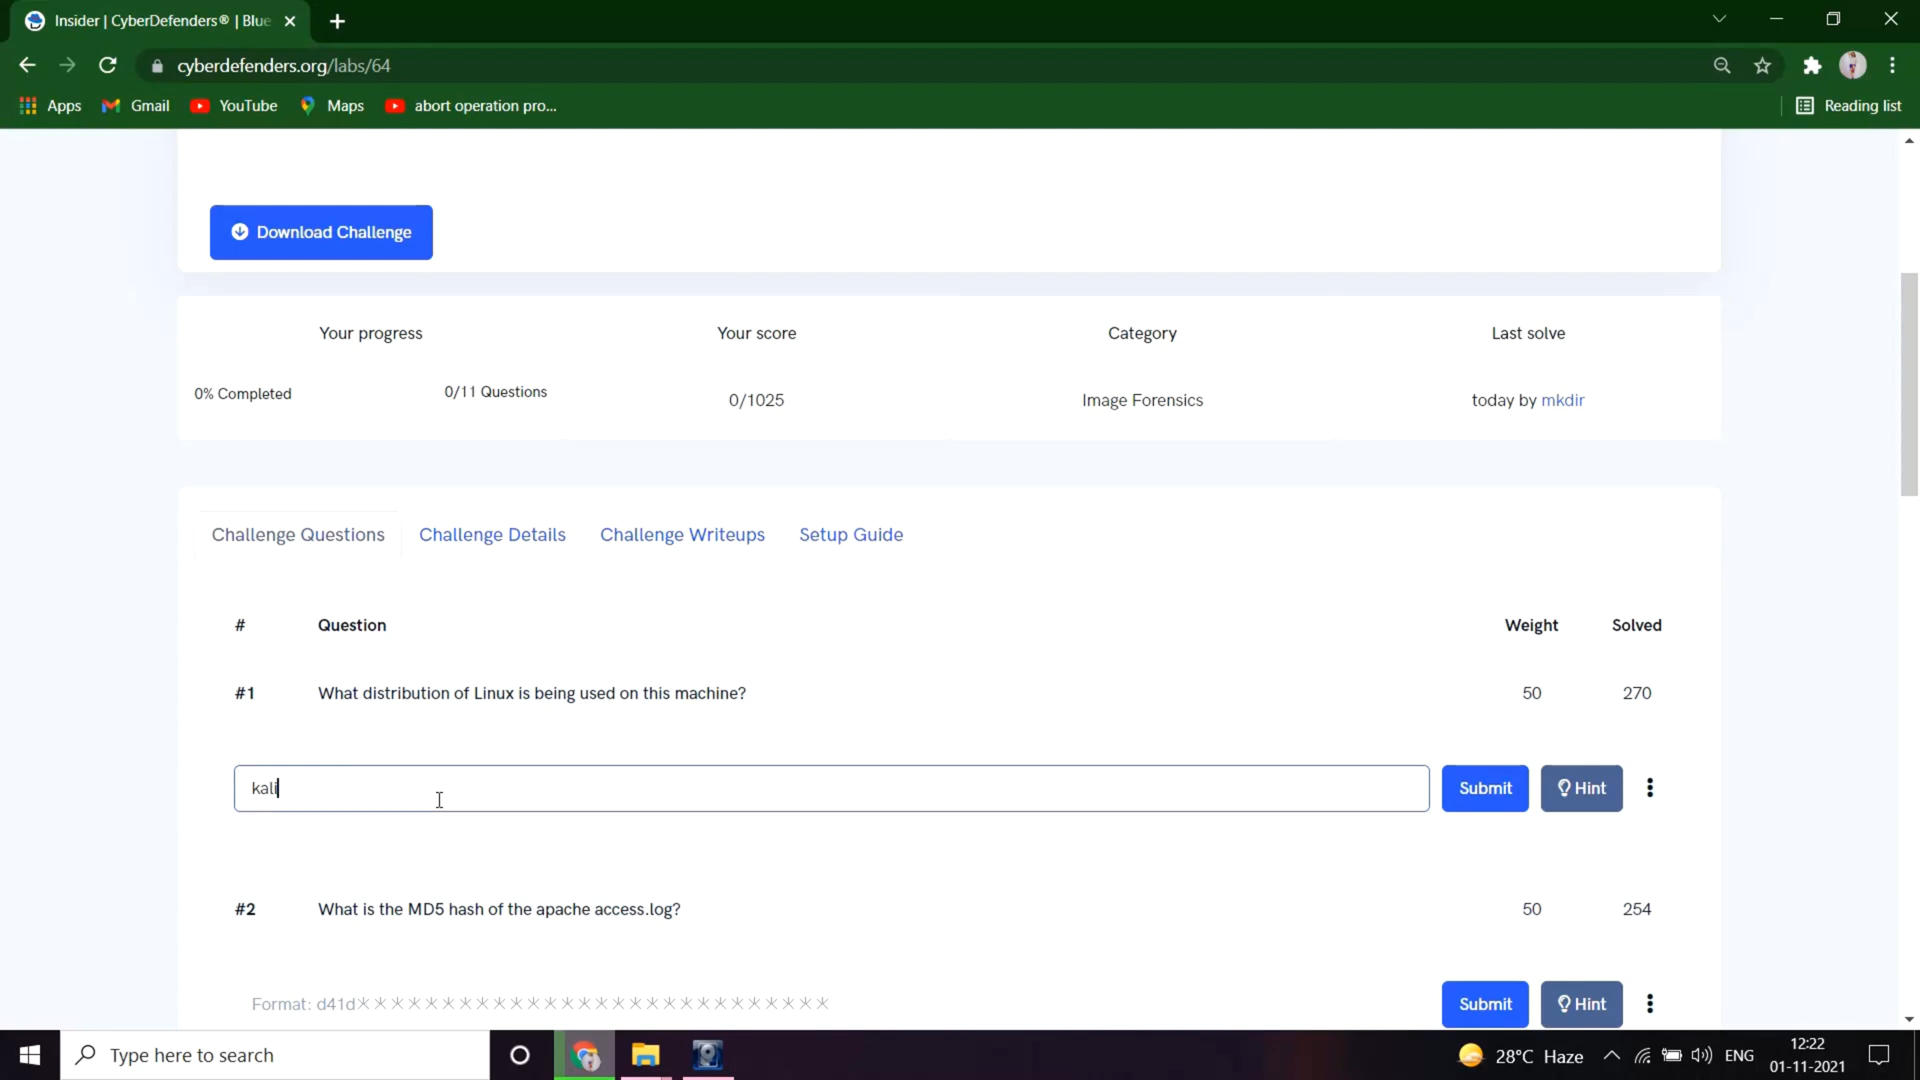 Insider | CyberDefenders® | Blue
cyberdefenders.org/labs/64
Apps Gmail YouTube Maps abort operation pro... Reading list
Download Challenge
Your progress Your score Category Last solve
0% Completed 0/11 Questions 0/1025 Image Forensics today by mkdir
Challenge Questions Challenge Details Challenge Writeups Setup Guide
# Question Weight Solved
#1 What distribution of Linux is being used on this machine? 50 270
kali Submit Hint
#2 What is the MD5 hash of the apache access.log? 50 254
Format: d41d**************************** Submit Hint
Type here to search 28°C Haze ENG 12:22
01-11-2021